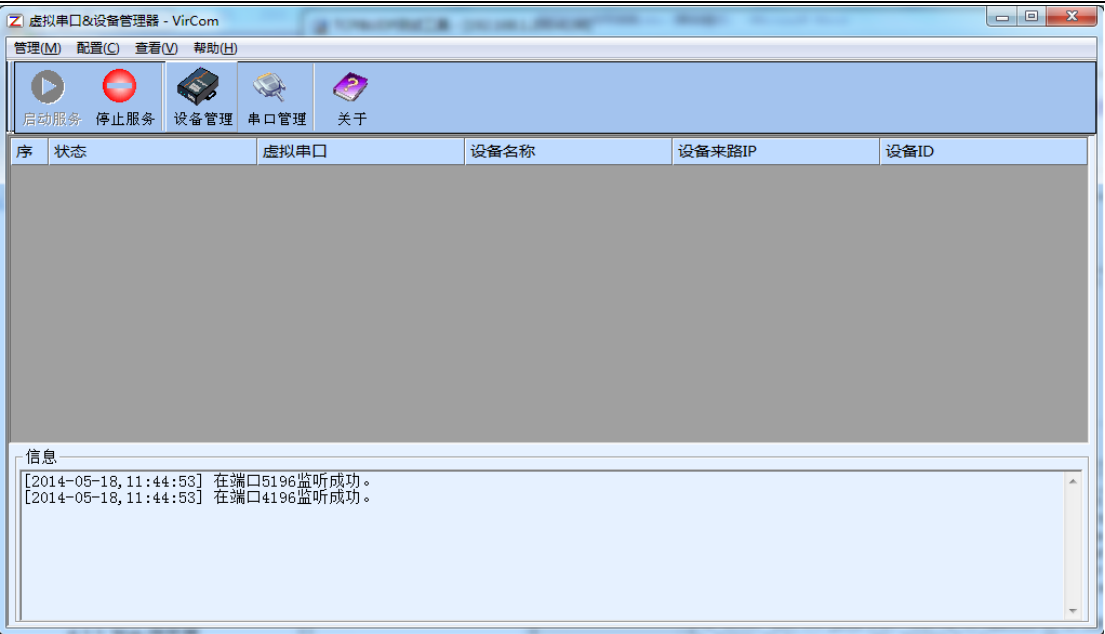 虚拟串口&设备管理器 - VirCom
管理(M) 配置(C) 查看(V) 帮助(H)
启动服务 停止服务 设备管理 串口管理 关于
序 状态 虚拟串口 设备名称 设备来路IP 设备ID
信息
[2014-05-18,11:44:53] 在端口5196监听成功。
[2014-05-18,11:44:53] 在端口4196监听成功。